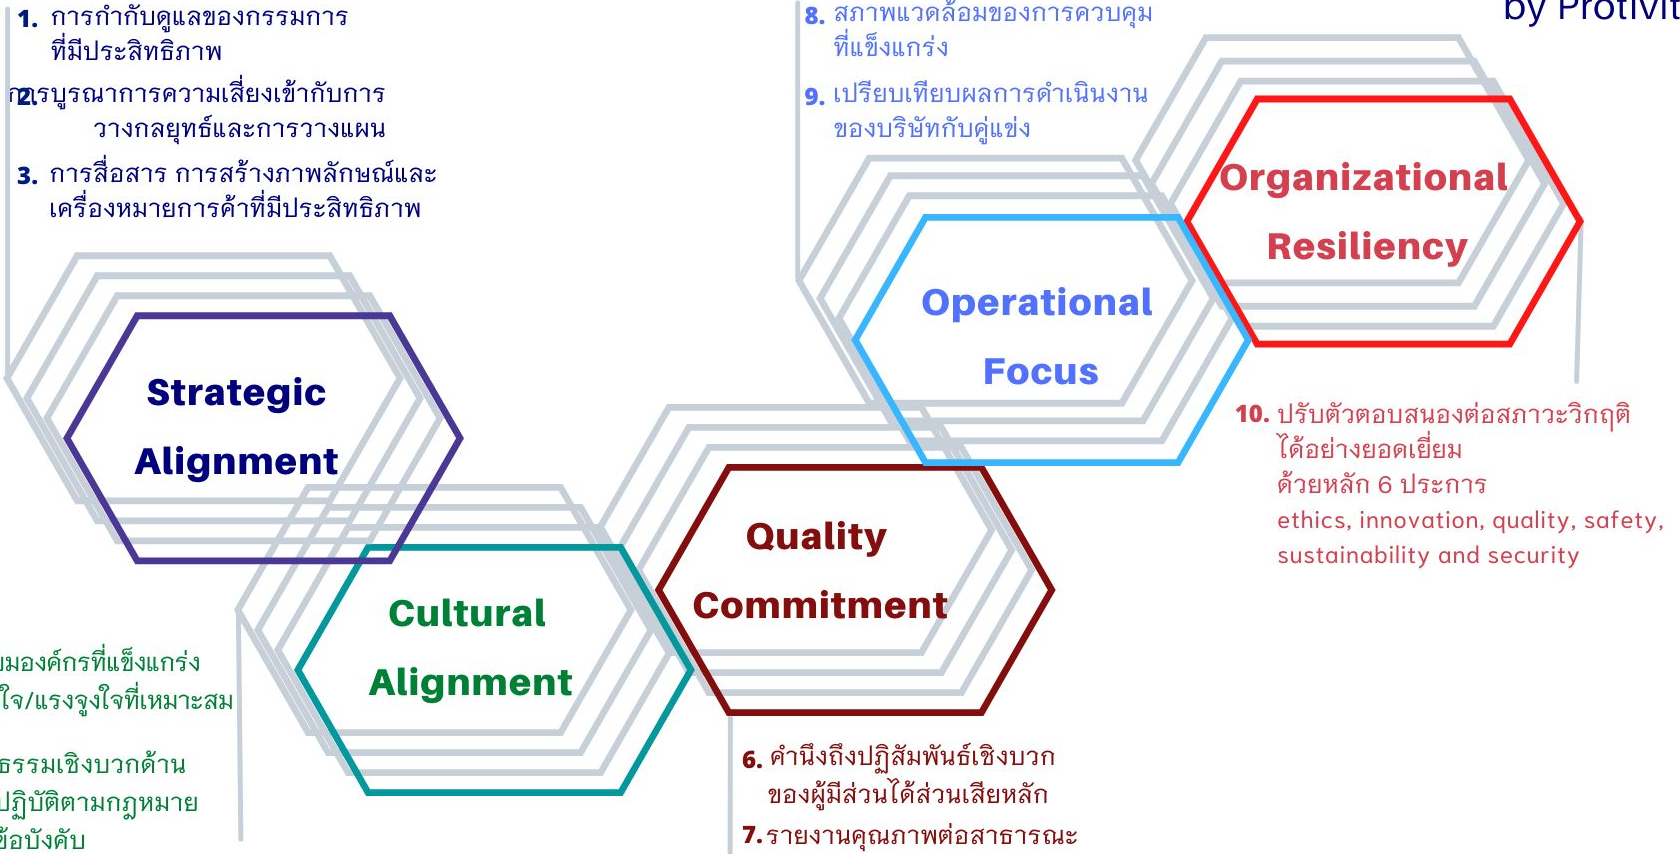 1. การกำกับดูแลของกรรมการ
ที่มีประสิทธิภาพ
2. การบูรณาการความเสี่ยงเข้ากับการ
วางกลยุทธ์และการวางแผน
3. การสื่อสาร การสร้างภาพลักษณ์และ
เครื่องหมายการค้าที่มีประสิทธิภาพ
Strategic
Alignment
ที่แข็งแกร่ง
ใจ/แรงจูงใจที่เหมาะสม
ธรรมเชิงบวกด้าน
ปฏิบัติตามกฎหมาย
ข้อบังคับ
Cultural
Alignment
Quality
Commitment
6. คำนึงถึงปฏิสัมพันธ์เชิงบวก
ของผู้มีส่วนได้ส่วนเสียหลัก
7. รายงานคุณภาพต่อสาธารณะ
8. สภาพแวดล้อมของการควบคุม
ที่แข็งแกร่ง
9. เปรียบเทียบผลการดำเนินงาน
ของบริษัทกับคู่แข่ง
Operational
Focus
by
Organizational
Resiliency
10. ปรับตัวตอบสนองต่อสภาวะวิกฤติ
ได้อย่างยอดเยี่ยม
ด้วยหลัก 6 ประการ
ethics, innovation, quality, safety,
sustainability and security